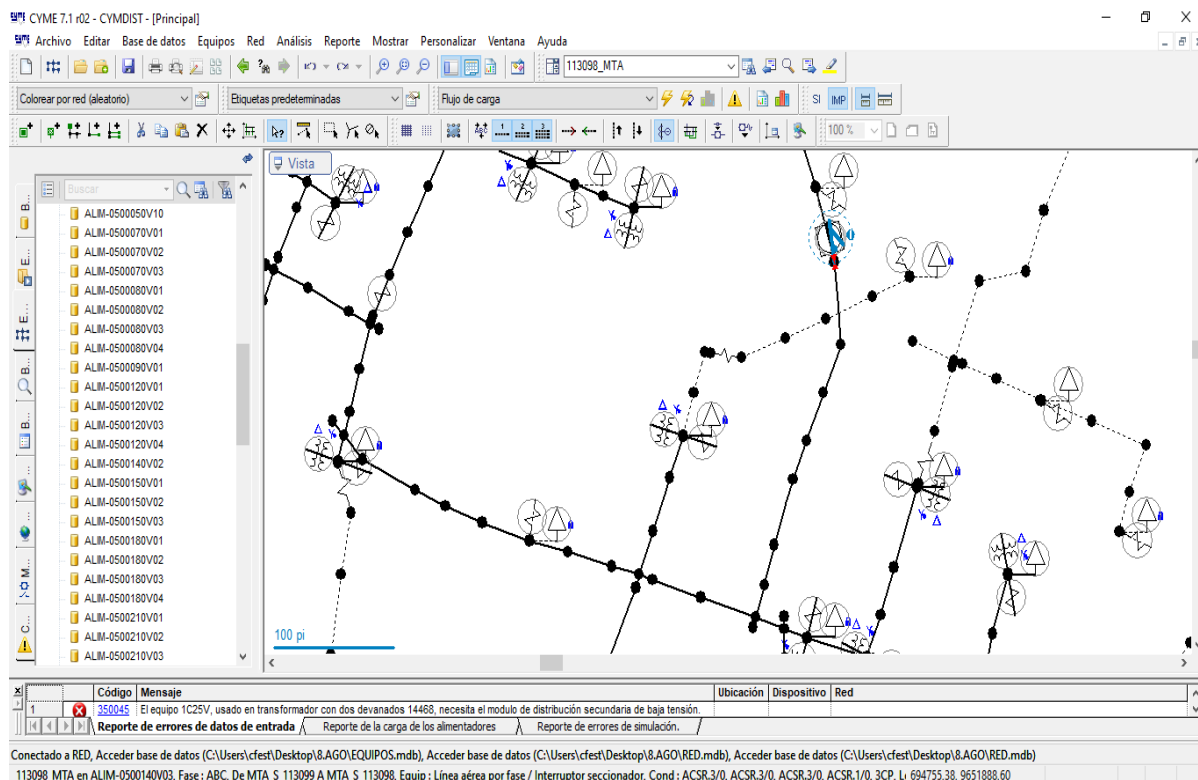 CYME 7.1 r02 - CYMDIST - [Principal]
Archivo Editar Base de datos Equipos Red Análisis Reporte Mostrar Personalizar Ventana Ayuda
113098_MTA
Colorear por red (aleatorio) Etiquetas predeterminadas Flujo de carga SI IMP
100 %
Vista
Buscar
ALIM-0500050V10
ALIM-0500070V01
ALIM-0500070V02
ALIM-0500070V03
ALIM-0500080V01
ALIM-0500080V02
ALIM-0500080V03
ALIM-0500080V04
ALIM-0500090V01
ALIM-0500120V01
ALIM-0500120V02
ALIM-0500120V03
ALIM-0500120V04
ALIM-0500140V02
ALIM-0500150V01
ALIM-0500150V02
ALIM-0500150V03
ALIM-0500180V01
ALIM-0500180V02
ALIM-0500180V03
ALIM-0500180V04
ALIM-0500210V01
ALIM-0500210V02
ALIM-0500210V03
B...
E...
E...
B...
B...
M...
C...
100 pi
Código Mensaje Ubicación Dispositivo Red
1 350045 El equipo 1C25V, usado en transformador con dos devanados 14468, necesita el modulo de distribución secundaria de baja tensión.
Reporte de errores de datos de entrada Reporte de la carga de los alimentadores Reporte de errores de simulación.
Conectado a RED, Acceder base de datos (C:\Users\cfest\Desktop\8.AGO\EQUIPOS.mdb), Acceder base de datos (C:\Users\cfest\Desktop\8.AGO\RED.mdb), Acceder base de datos (C:\Users\cfest\Desktop\8.AGO\RED.mdb)
113098_MTA en ALIM-0500140V03, Fase : ABC, De MTA_S_113099 A MTA_S_113098, Equip : Línea aérea por fase / Interruptor seccionador, Cond : ACSR.3/0, ACSR.3/0, ACSR.3/0, ACSR.1/0, 3CP, L 694755.38, 9651888.60